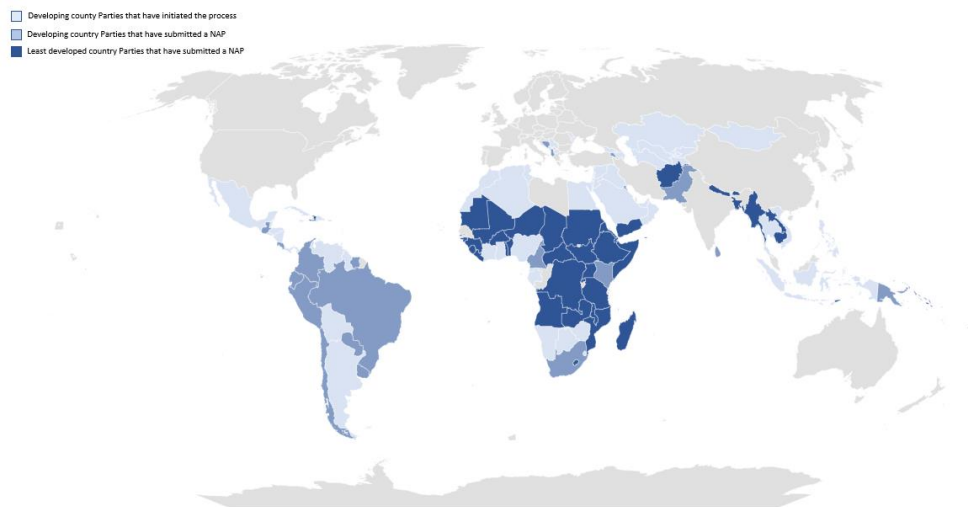 Developing county Parties that have initiated the process
Developing country Parties that have submitted a NAP
Least developed country Parties that have submitted a NAP